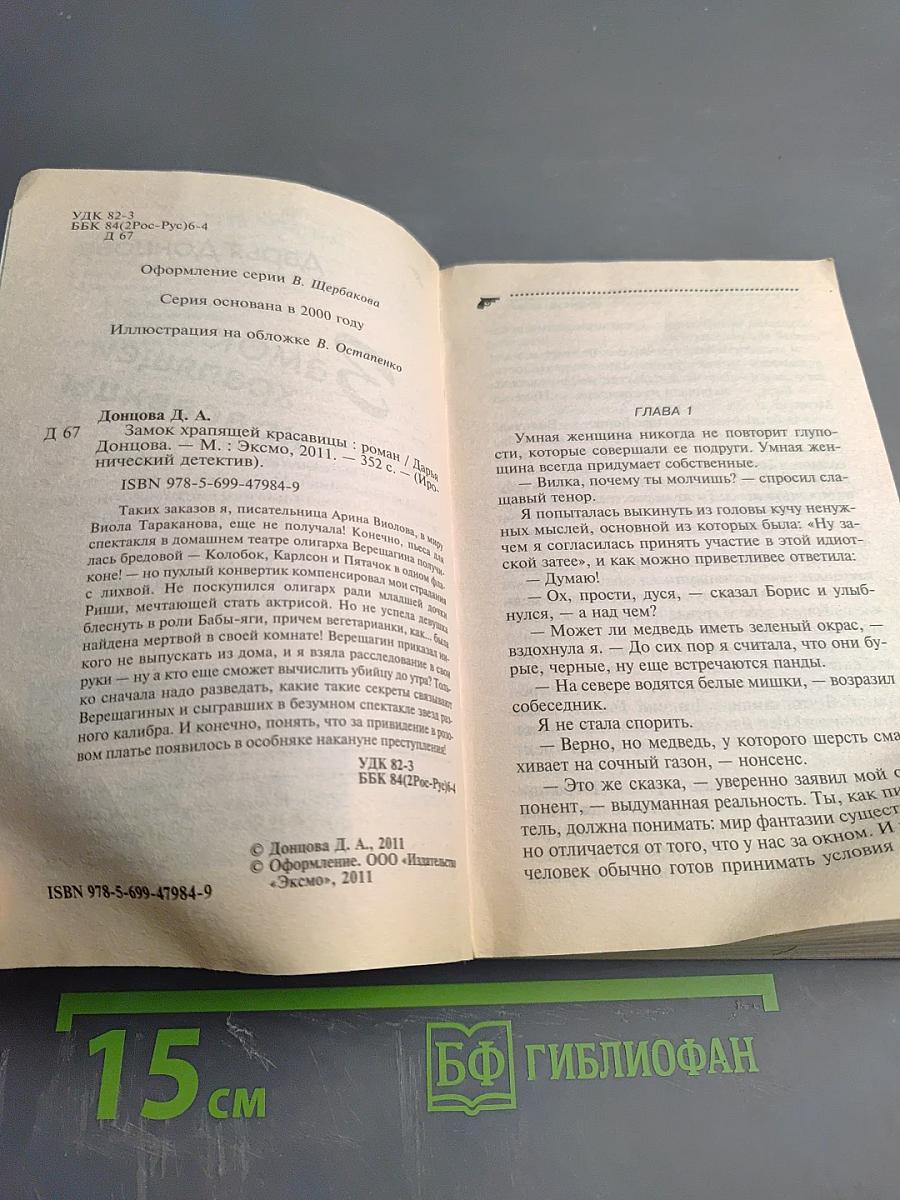 УДК 82-3
ББК 84(2Рос-Рус)6-4
Д 67
Оформление серии В. Щербакова
Серия основана в 2000 году
Иллюстрация на обложке В. Остапенко
Донцова Д. А.
Д 67 Замок храпящей красавицы : роман / Дарья
Донцова. — М. : Эксмо, 2011. — 352 с. — (Иро-
нический детектив).
ISBN 978-5-699-47984-9
Таких заказов я, писательница Арина Виолова, в миру
Виола Тараканова, еще не получала! Конечно, пьеса для
спектакля в домашнем театре олигарха Верещагина получи-
лась бредовой — Колобок, Карлсон и Пятачок в одном фла-
коне! — но пухлый конвертик компенсировал мои страдания
с лихвой. Не поскупился олигарх ради младшей дочки
Риши, мечтающей стать актрисой. Но не успела девушка
блеснуть в роли Бабы-яги, причем вегетарианки, как... была
найдена мертвой в своей комнате! Верещагин приказал ни-
кого не выпускать из дома, и я взяла расследование в свои
руки — ну а кто еще сможет вычислить убийцу до утра? Толь-
ко сначала надо разведать, какие такие секреты связывают
Верещагиных и сыгравших в безумном спектакле звезд раз-
ного калибра. И конечно, понять, что за привидение в розо-
вом платье появилось в особняке накануне преступления!
УДК 82-3
ББК 84(2Рос-Рус)6-4
© Донцова Д. А., 2011
© Оформление. ООО «Издательство
«Эксмо», 2011
ISBN 978-5-699-47984-9
ГЛАВА 1
Умная женщина никогда не повторит глупо-
сти, которые совершали ее подруги. Умная жен-
щина всегда придумает собственные.
— Вилка, почему ты молчишь? — спросил сла-
щавый тенор.
Я попыталась выкинуть из головы кучу ненуж-
ных мыслей, основной из которых была: «Ну за-
чем я согласилась принять участие в этой идиот-
ской затее», и как можно приветливее ответила:
— Думаю!
— Ох, прости, дуся, — сказал Борис и улыб-
нулся, — а над чем?
— Может ли медведь иметь зеленый окрас, —
вздохнула я. — До сих пор я считала, что они бу-
рые, черные, ну еще встречаются панды.
— На севере водятся белые мишки, — возразил
собеседник.
Я не стала спорить.
— Верно, но медведь, у которого шерсть сма
хивает на сочный газон, — нонсенс.
— Это же сказка, — уверенно заявил мой о
понент, — выдуманная реальность. Ты, как пи
тель, должна понимать: мир фантазии сущест
но отличается от того, что у нас за окном. И
человек обычно готов принимать условия
15 см
БФ ГИБЛИОФАН